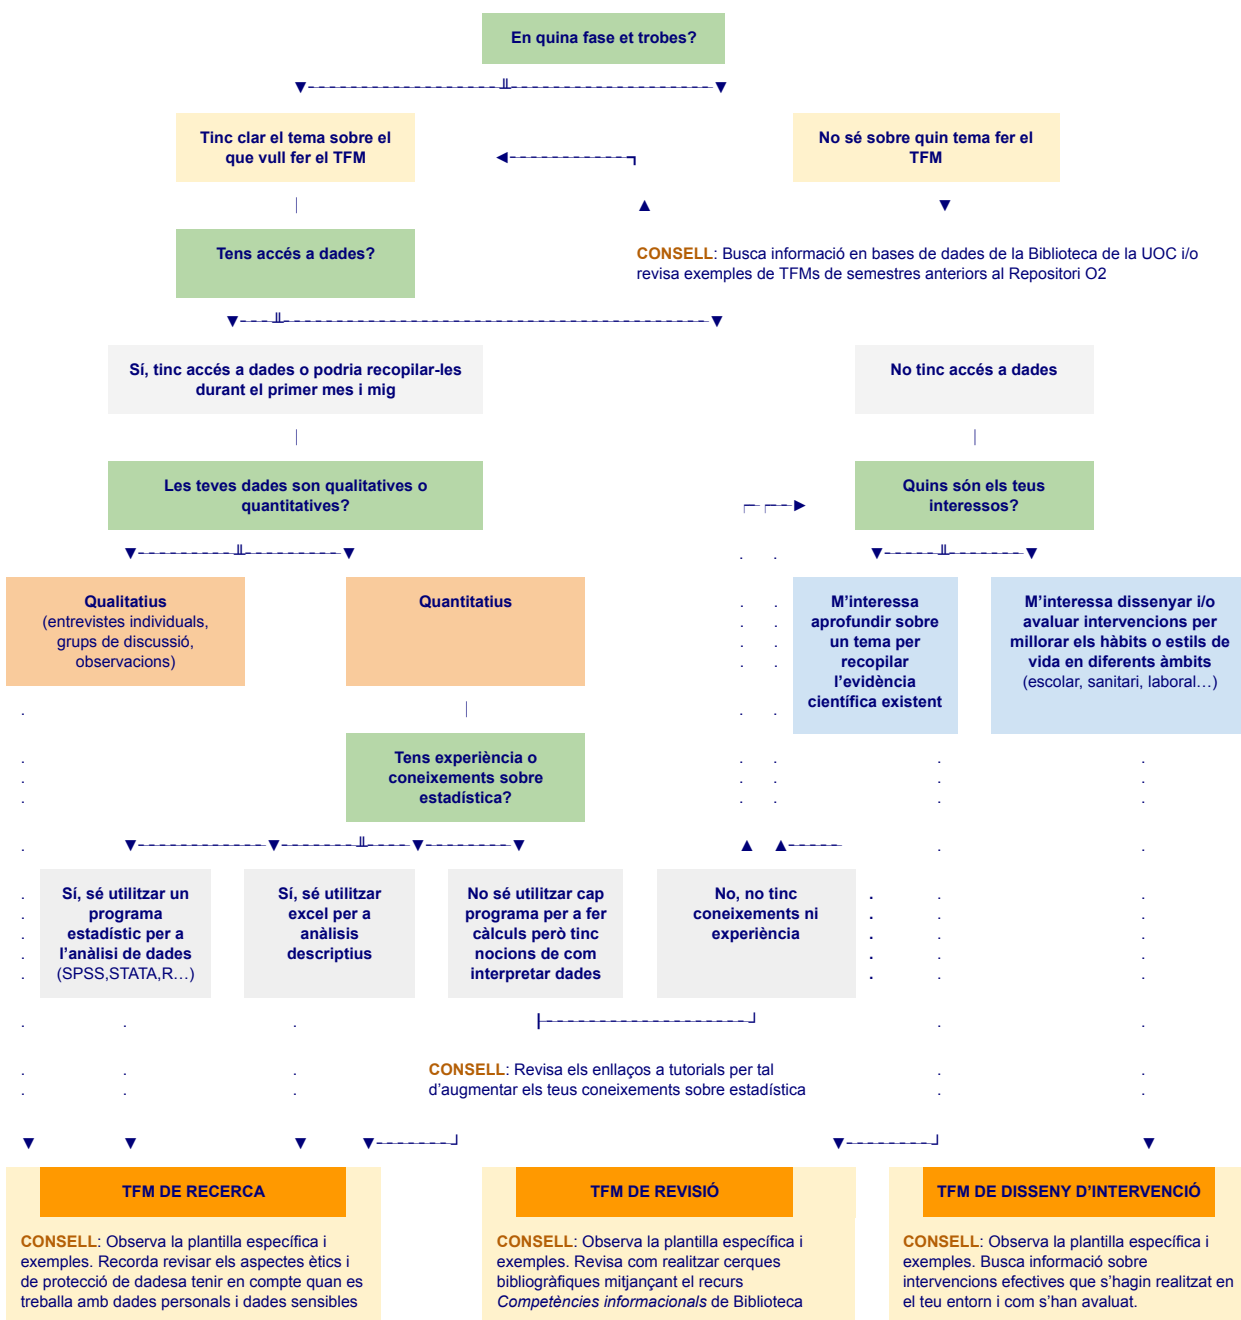 En quina fase et trobes?
Tinc clar el tema sobre el
que vull fer el TFM
No sé sobre quin tema fer el
TFM
Tens accés a dades?
CONSELL: Busca informació en bases de dades de la Biblioteca de la UOC i/o
revisa exemples de TFMs de semestres anteriors al Repositori O2
Sí, tinc accés a dades o podria recopilar-les
durant el primer mes i mig
No tinc accés a dades
Les teves dades son qualitatives o
quantitatives?
Quins són els teus
interessos?
Qualitatius
(entrevistes individuals,
grups de discussió,
observacions)
Quantitatius
M’interessa
aprofundir sobre
un tema per
recopilar
l’evidència
científica existent
M’interessa dissenyar i/o
avaluar intervencions per
millorar els hàbits o estils de
vida en diferents àmbits
(escolar, sanitari, laboral…)
Tens experiència o
coneixements sobre
estadística?
Sí, sé utilitzar un
programa
estadístic per a
l’anàlisi de dades
(SPSS,STATA,R…)
Sí, sé utilitzar
excel per a
anàlisis
descriptius
No sé utilitzar cap
programa per a fer
càlculs però tinc
nocions de com
interpretar dades
No, no tinc
coneixements ni
experiència
CONSELL: Revisa els enllaços a tutorials per tal
d’augmentar els teus coneixements sobre estadística
TFM DE RECERCA
CONSELL: Observa la plantilla específica i
exemples. Recorda revisar els aspectes ètics i
de protecció de dadesa tenir en compte quan es
treballa amb dades personals i dades sensibles
TFM DE REVISIÓ
CONSELL: Observa la plantilla específica i
exemples. Revisa com realitzar cerques
bibliogràfiques mitjançant el recurs
Competències informacionals de Biblioteca
TFM DE DISSENY D’INTERVENCIÓ
CONSELL: Observa la plantilla específica i
exemples. Busca informació sobre
intervencions efectives que s’hagin realitzat en
el teu entorn i com s’han avaluat.